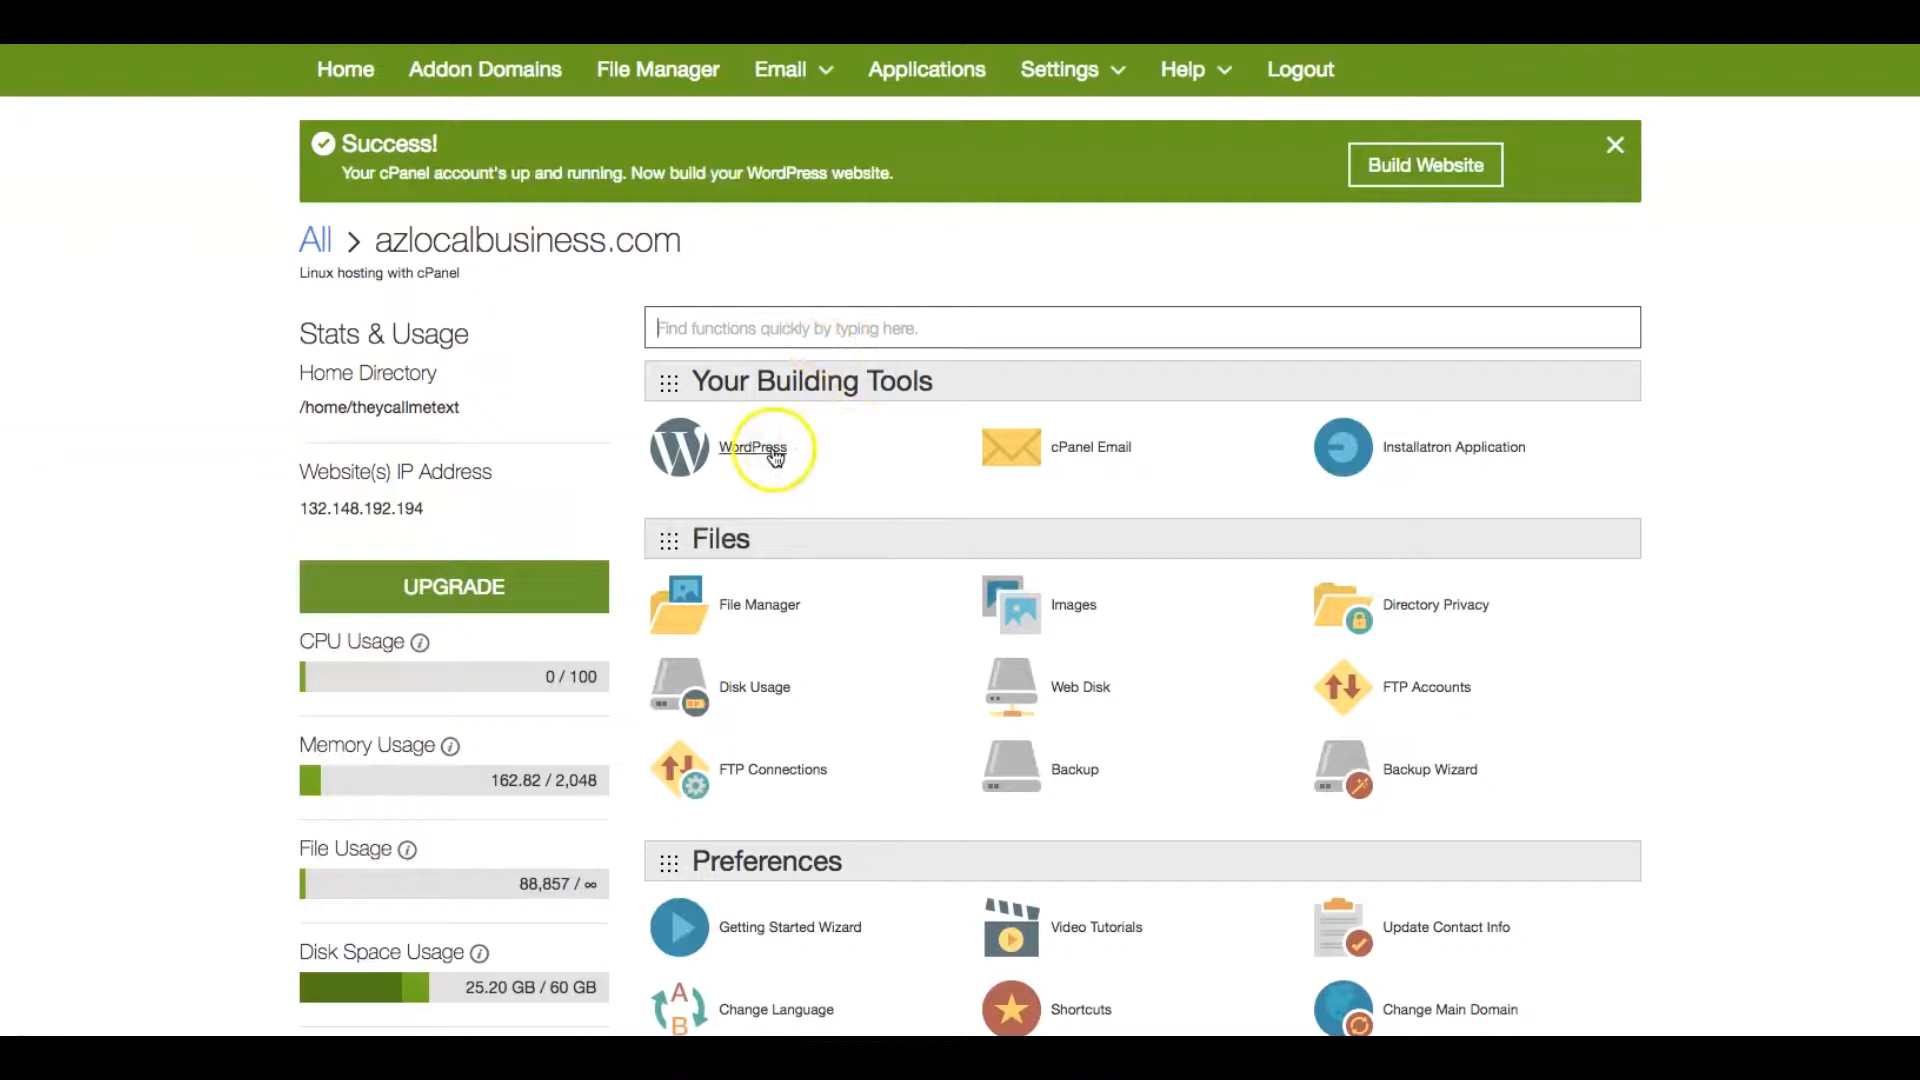 Home Addon Domains File Manager Email Applications Settings Help Logout
Success!
Your cPanel account's up and running. Now build your WordPress website.
Build Website
All > azlocalbusiness.com
Linux hosting with cPanel
Stats & Usage
Home Directory
/home/theycallmetext
Website(s) IP Address
132.148.192.194
UPGRADE
CPU Usage
0 / 100
Memory Usage
162.82 / 2,048
File Usage
88,857 / ∞
Disk Space Usage
25.20 GB / 60 GB
Find functions quickly by typing here.
Your Building Tools
WordPress
cPanel Email
Installatron Application
Files
File Manager
Images
Directory Privacy
Disk Usage
Web Disk
FTP Accounts
FTP Connections
Backup
Backup Wizard
Preferences
Getting Started Wizard
Video Tutorials
Update Contact Info
A
B
Change Language
Shortcuts
Change Main Domain